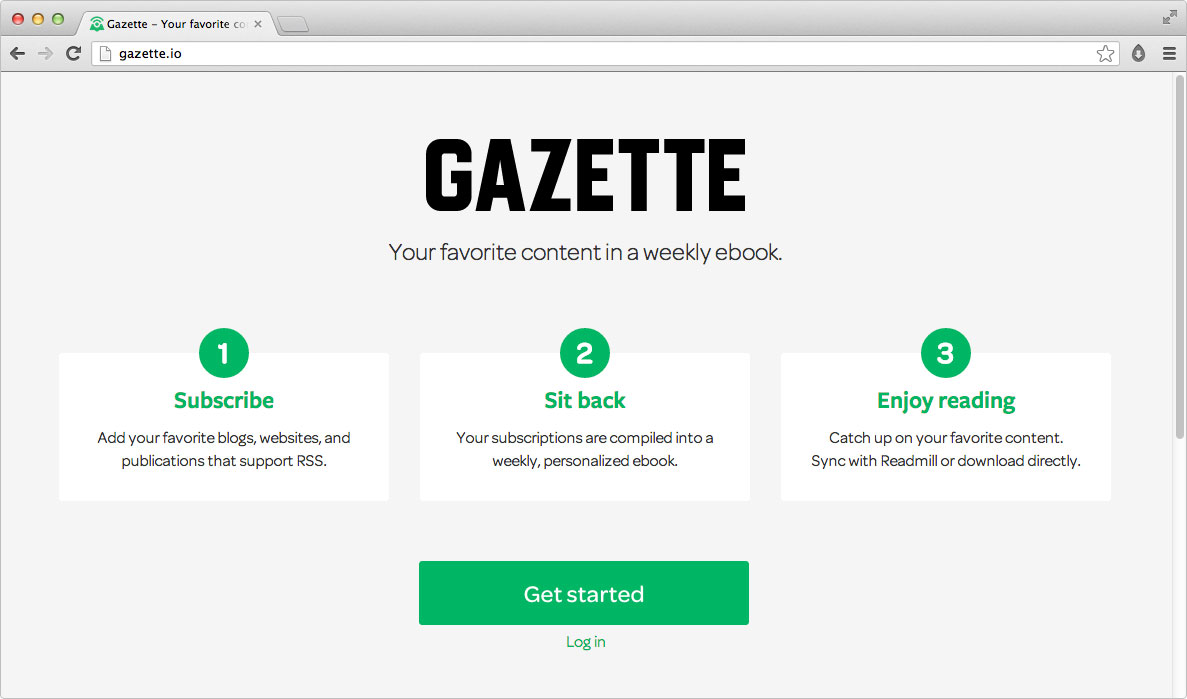 Gazette – Your favorite co
gazette.io
GAZETTE
Your favorite content in a weekly ebook.
1
Subscribe
Add your favorite blogs, websites, and
publications that support RSS.
2
Sit back
Your subscriptions are compiled into a
weekly, personalized ebook.
3
Enjoy reading
Catch up on your favorite content.
Sync with Readmill or download directly.
Get started
Log in